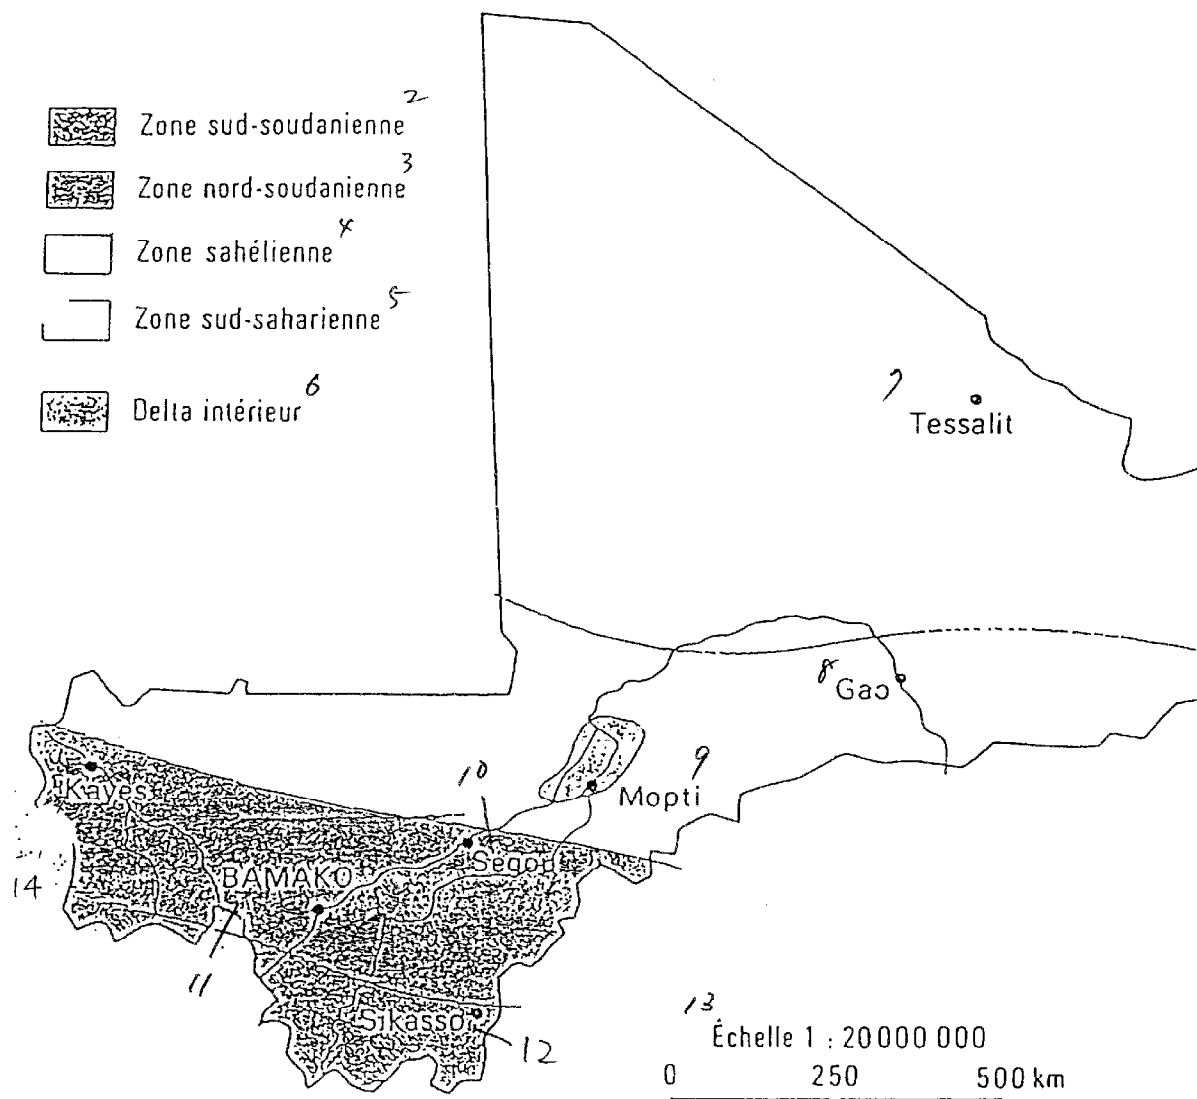 Zone sud-soudanienne 2
Zone nord-soudanienne 3
Zone sahélienne 4
Zone sud-saharienne 5
Delta intérieur 6
7
Tessalit
8 Gao
9
Mopti
10
Kayes
Ségou
BAMAKO
14
11
Sikasso
12
13
Échelle 1 : 20000 000
0 250 500 km